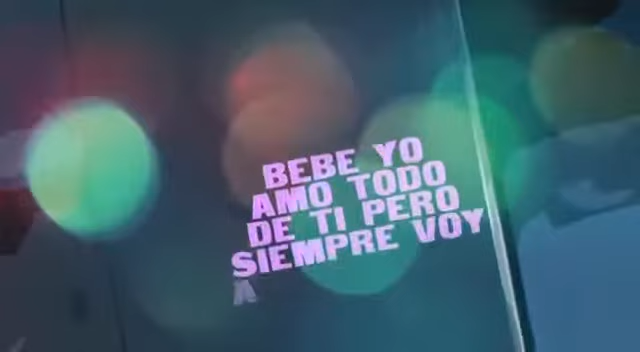 BEBE YO
AMO TODO
DE TI PERO
SIEMPRE VOY
A